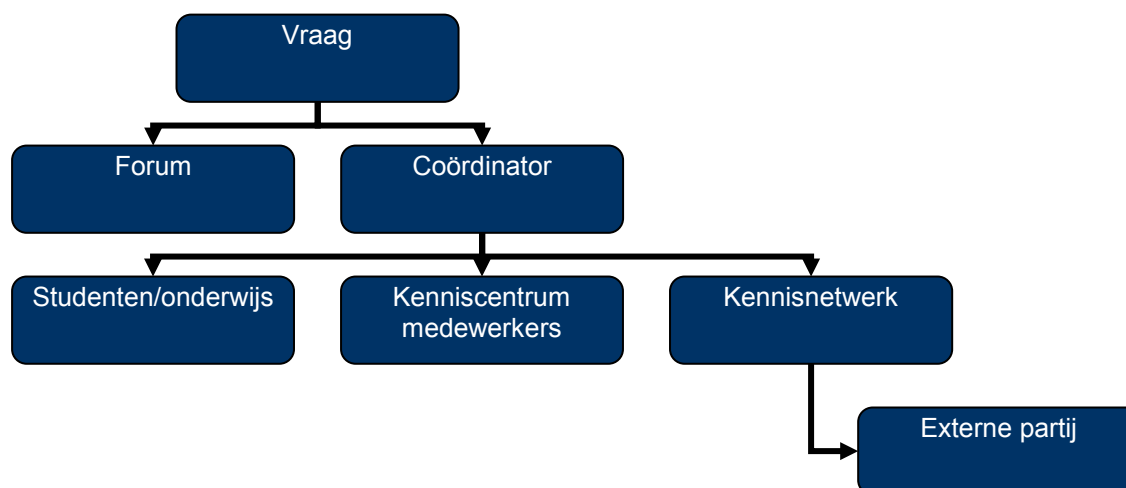 Vraag
Forum
Coördinator
Studenten/onderwijs
Kenniscentrum
medewerkers
Kennisnetwerk
Externe partij